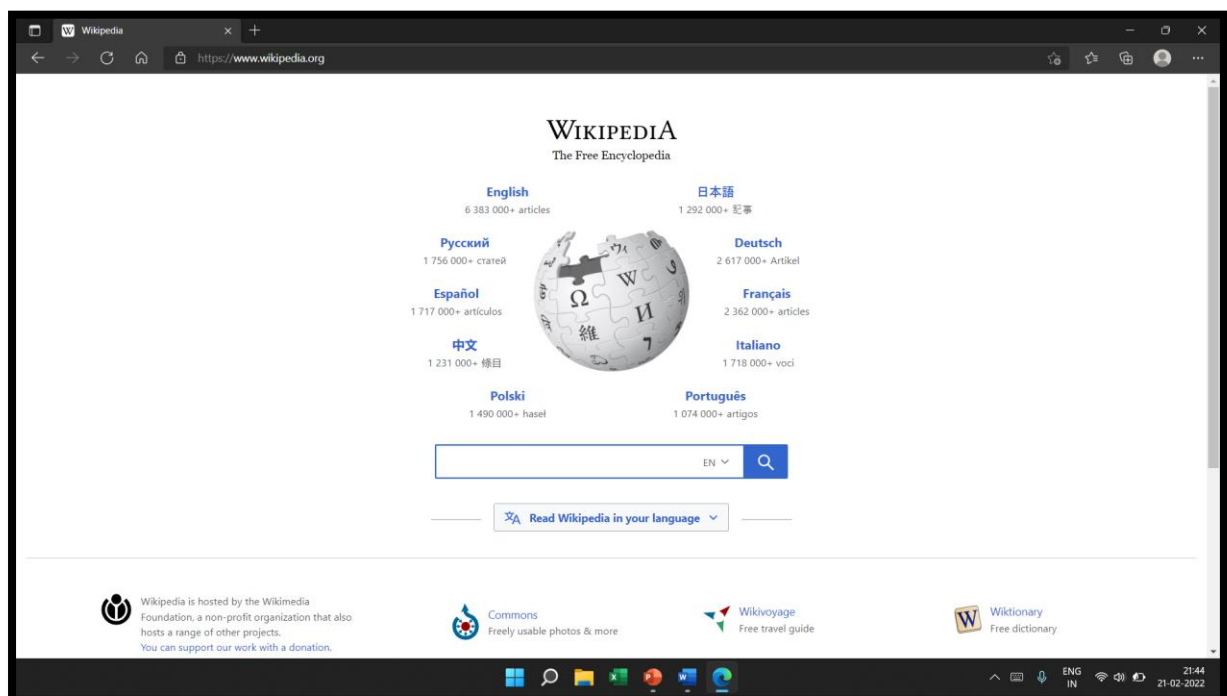 Wikipedia
https://www.wikipedia.org
WIKIPEDIA
The Free Encyclopedia
English
6 383 000+ articles
日本語
1 292 000+ 記事
Русский
1 756 000+ статей
Deutsch
2 617 000+ Artikel
Español
1 717 000+ artículos
Français
2 362 000+ articles
中文
1 231 000+ 條目
Italiano
1 718 000+ voci
Polski
1 490 000+ haseł
Português
1 074 000+ artigos
Ω W И 維 7 ウィ
EN
Read Wikipedia in your language
Wikipedia is hosted by the Wikimedia
Foundation, a non-profit organization that also
hosts a range of other projects.
You can support our work with a donation.
Commons
Freely usable photos & more
Wikivoyage
Free travel guide
W
Wiktionary
Free dictionary
ENG
IN
21:44
21-02-2022